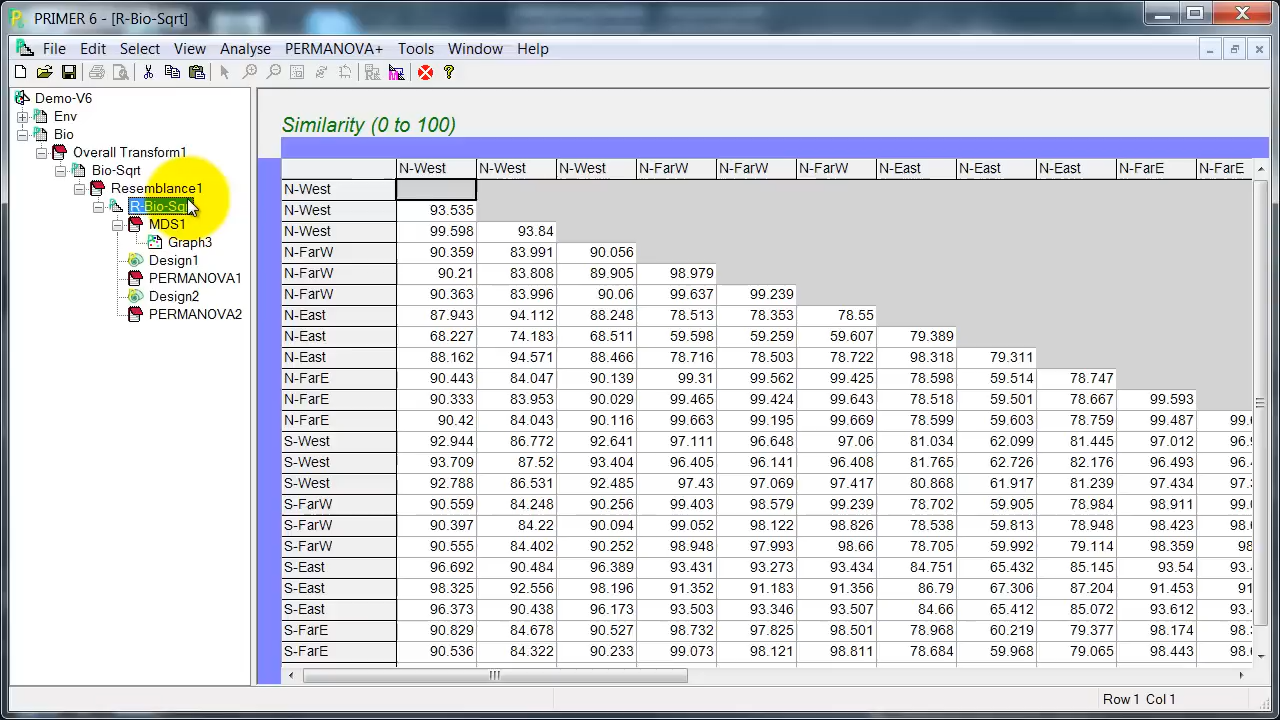 PRIMER 6 - [R-Bio-Sqrt]
File Edit Select View Analyse PERMANOVA+ Tools Window Help
Demo-V6
Env
Bio
Overall Transform1
Bio-Sqrt
Resemblance1
R-Bio-Sqrt
MDS1
Graph3
Design1
PERMANOVA1
Design2
PERMANOVA2
Similarity (0 to 100)
N-West N-West N-West N-FarW N-FarW N-FarW N-East N-East N-East N-FarE N-FarE
N-West
N-West 93.535
N-West 99.598 93.84
N-FarW 90.359 83.991 90.056
N-FarW 90.21 83.808 89.905 98.979
N-FarW 90.363 83.996 90.06 99.637 99.239
N-East 87.943 94.112 88.248 78.513 78.353 78.55
N-East 68.227 74.183 68.511 59.598 59.259 59.607 79.389
N-East 88.162 94.571 88.466 78.716 78.503 78.722 98.318 79.311
N-FarE 90.443 84.047 90.139 99.31 99.562 99.425 78.598 59.514 78.747
N-FarE 90.333 83.953 90.029 99.465 99.424 99.643 78.518 59.501 78.667 99.593
N-FarE 90.42 84.043 90.116 99.663 99.195 99.669 78.599 59.603 78.759 99.487 99.
S-West 92.944 86.772 92.641 97.111 96.648 97.06 81.034 62.099 81.445 97.012 96.
S-West 93.709 87.52 93.404 96.405 96.141 96.408 81.765 62.726 82.176 96.493 96.
S-West 92.788 86.531 92.485 97.43 97.069 97.417 80.868 61.917 81.239 97.434 97.
S-FarW 90.559 84.248 90.256 99.403 98.579 99.239 78.702 59.905 78.984 98.911 99.
S-FarW 90.397 84.22 90.094 99.052 98.122 98.826 78.538 59.813 78.948 98.423 98.
S-FarW 90.555 84.402 90.252 98.948 97.993 98.66 78.705 59.992 79.114 98.359 98
S-East 96.692 90.484 96.389 93.431 93.273 93.434 84.751 65.432 85.145 93.54 93.
S-East 98.325 92.556 98.196 91.352 91.183 91.356 86.79 67.306 87.204 91.453 91
S-East 96.373 90.438 96.173 93.503 93.346 93.507 84.66 65.412 85.072 93.612 93.
S-FarE 90.829 84.678 90.527 98.732 97.825 98.501 78.968 60.219 79.377 98.174 98.
S-FarE 90.536 84.322 90.233 99.073 98.121 98.811 78.684 59.968 79.065 98.443 98.
Row 1 Col 1